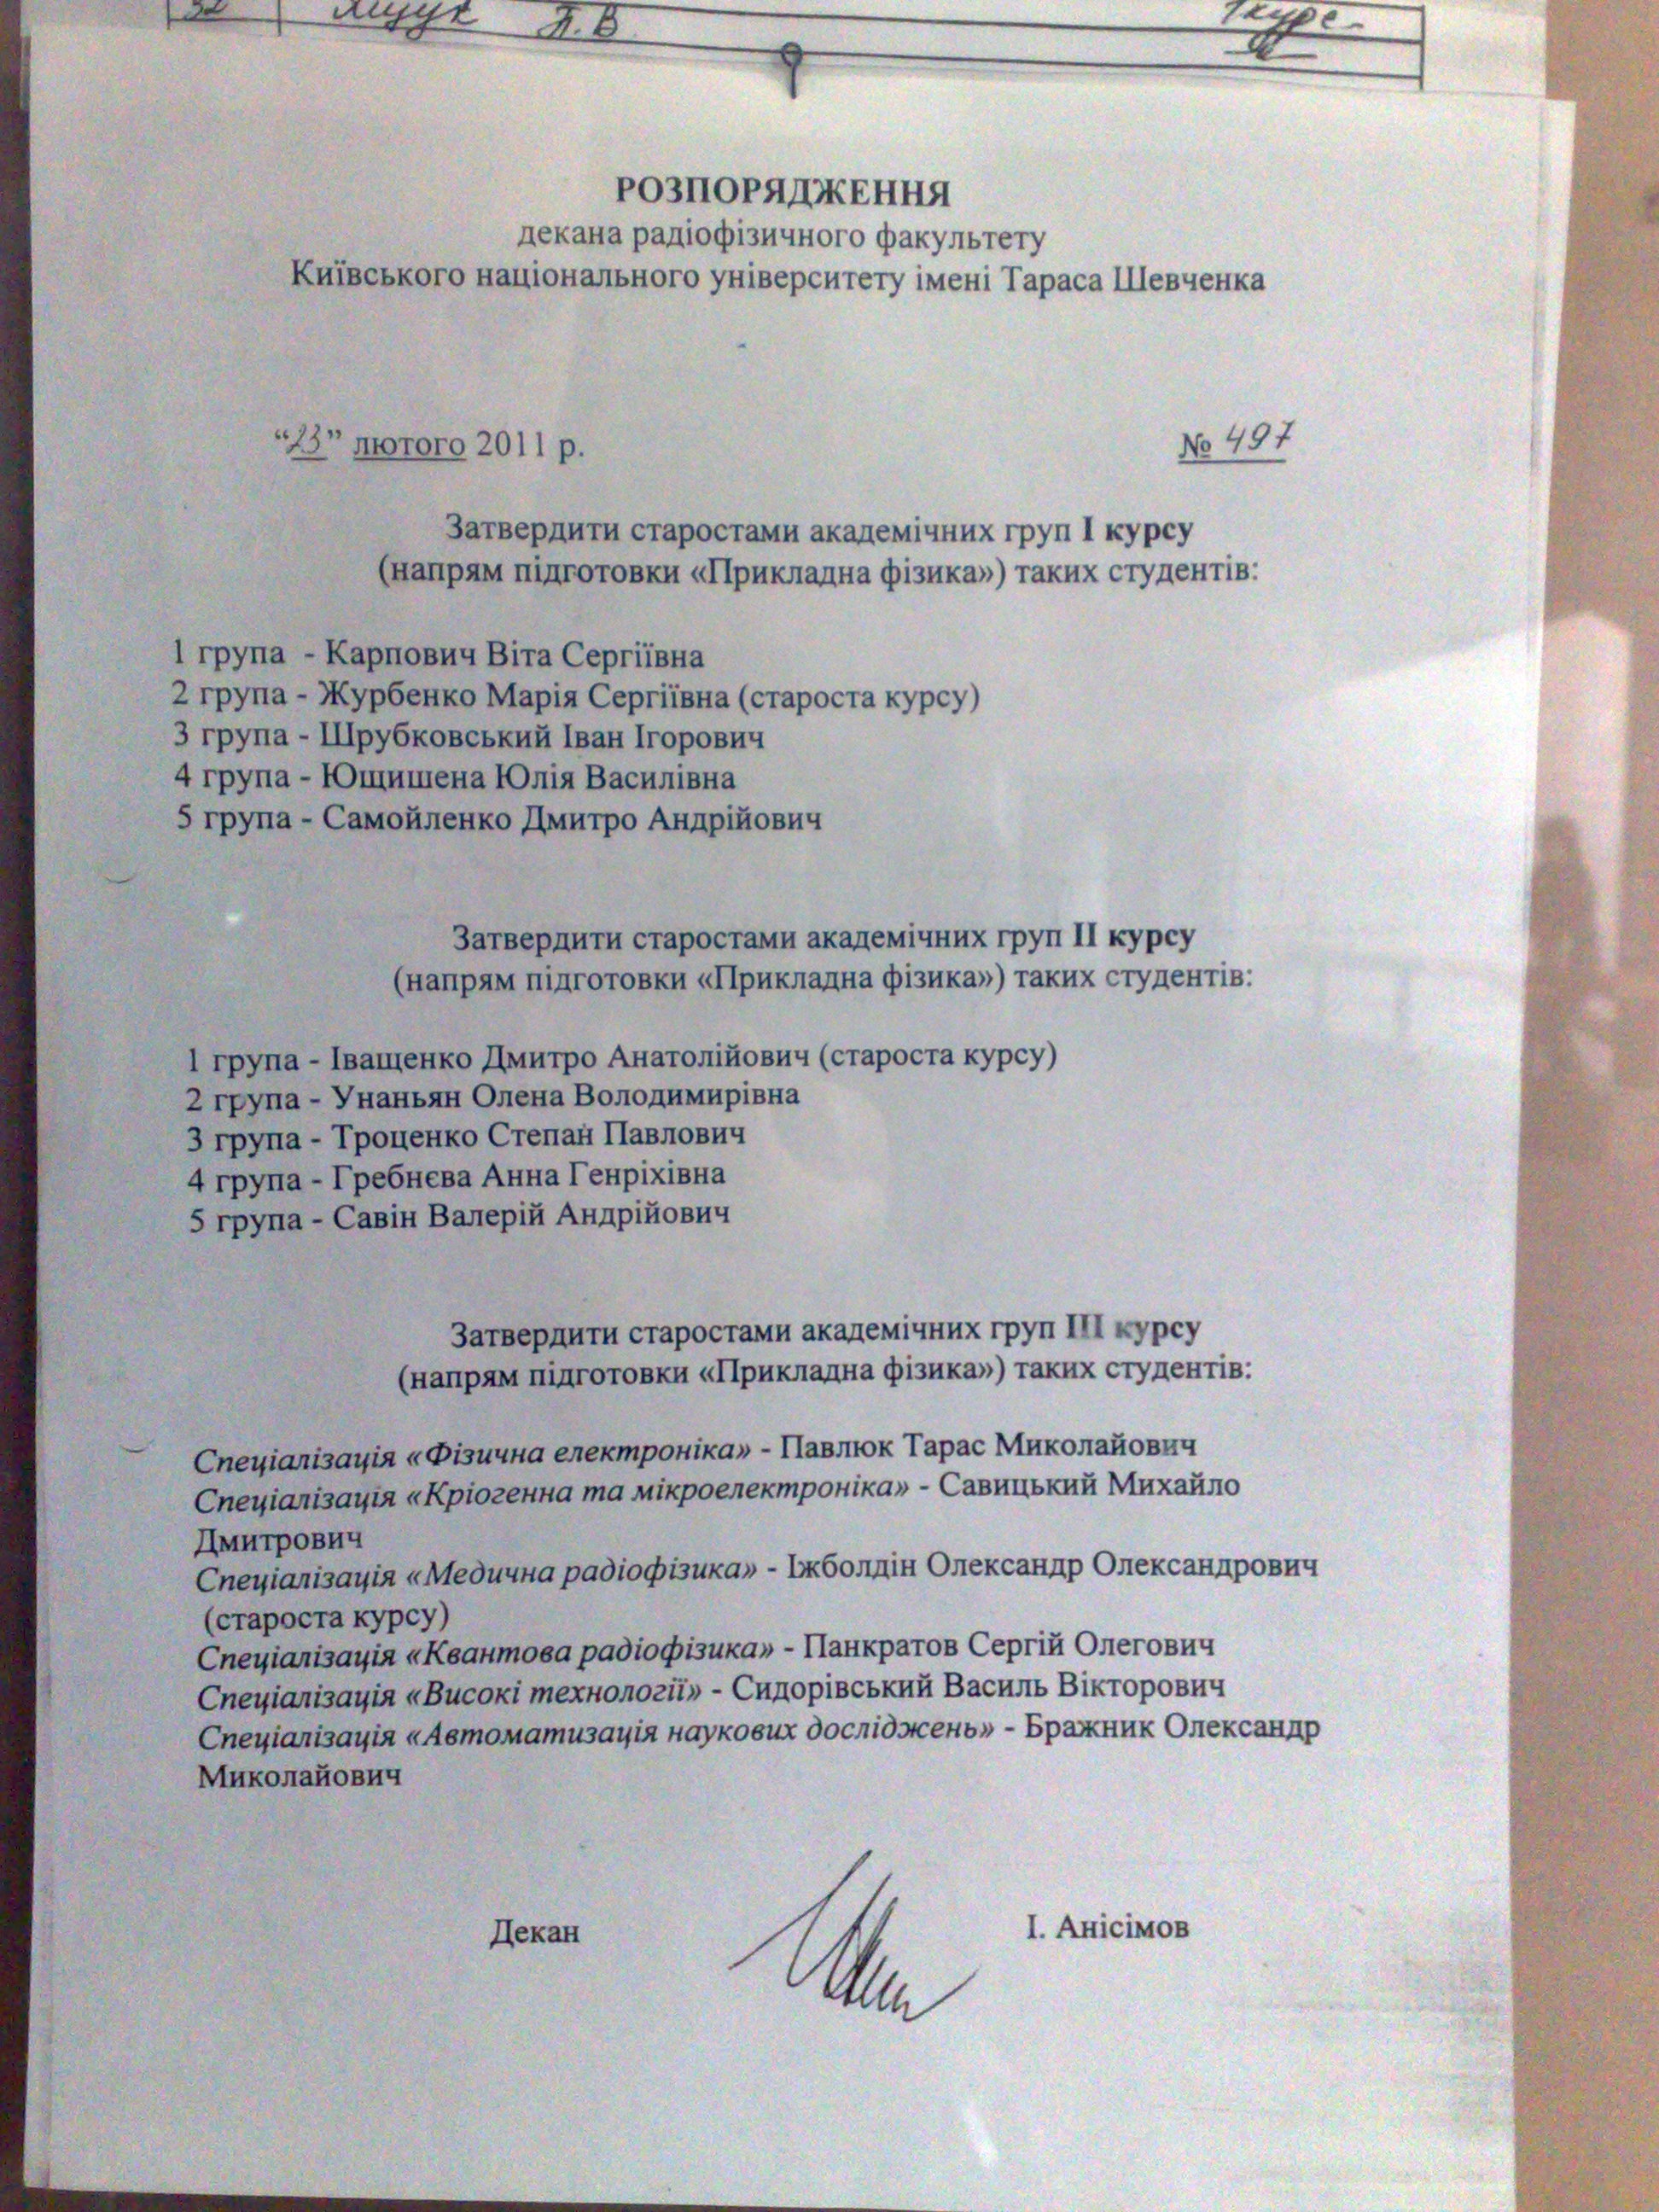 РОЗПОРЯДЖЕННЯ
декана радіофізичного факультету
Київського національного університету імені Тараса Шевченка
“23” лютого 2011 р.
№ 497
Затвердити старостами академічних груп I курсу
(напрям підготовки «Прикладна фізика») таких студентів:
1 група - Карпович Віта Сергіївна
2 група - Журбенко Марія Сергіївна (староста курсу)
3 група - Шрубковський Іван Ігорович
4 група - Ющишена Юлія Василівна
5 група - Самойленко Дмитро Андрійович
Затвердити старостами академічних груп II курсу
(напрям підготовки «Прикладна фізика») таких студентів:
1 група - Іващенко Дмитро Анатолійович (староста курсу)
2 група - Унаньян Олена Володимирівна
3 група - Троценко Степан Павлович
4 група - Гребнєва Анна Генріхівна
5 група - Савін Валерій Андрійович
Затвердити старостами академічних груп III курсу
(напрям підготовки «Прикладна фізика») таких студентів:
Спеціалізація «Фізична електроніка» - Павлюк Тарас Миколайович
Спеціалізація «Кріогенна та мікроелектроніка» - Савицький Михайло
Дмитрович
Спеціалізація «Медична радіофізика» - Іжболдін Олександр Олександрович
(староста курсу)
Спеціалізація «Квантова радіофізика» - Панкратов Сергій Олегович
Спеціалізація «Високі технології» - Сидорівський Василь Вікторович
Спеціалізація «Автоматизація наукових досліджень» - Бражник Олександр
Миколайович
Декан
І. Анісімов